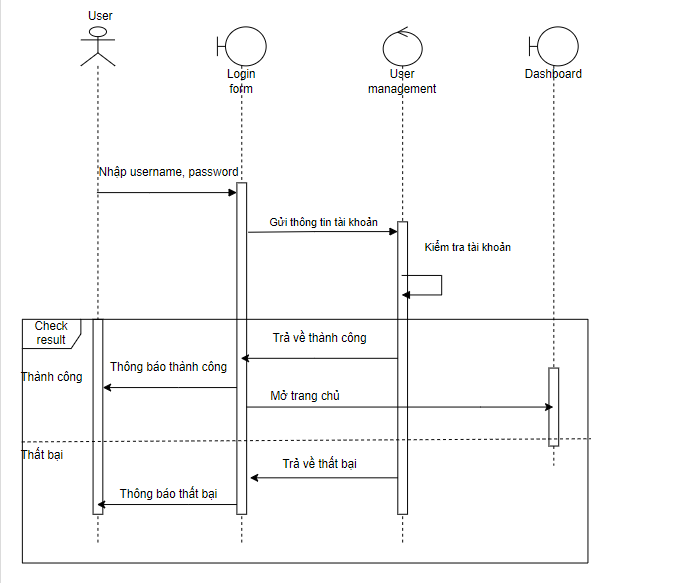 User
Login
form
User
management
Dashboard
Nhập username, password
Gửi thông tin tài khoản
Kiểm tra tài khoản
Check
result
Trả về thành công
Thông báo thành công
Thành công
Mở trang chủ
Thất bại
Trả về thất bại
Thông báo thất bại